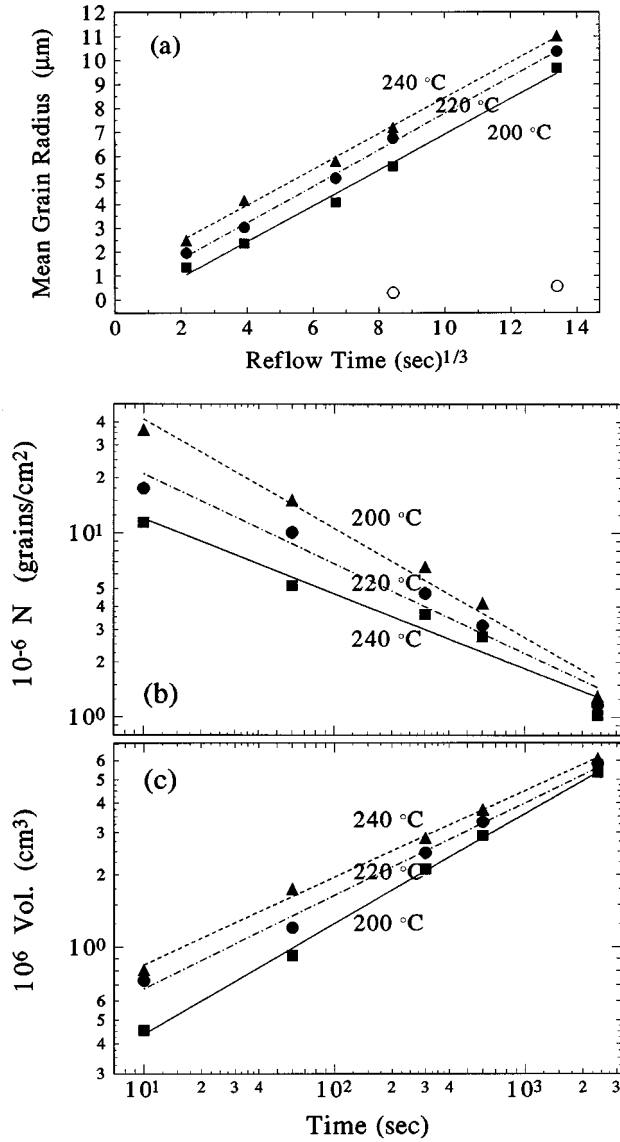 11
10
9
8
7
6
5
4
3
2
1
0
Mean Grain Radius (μm)
(a)
240 °C
220 °C
200 °C
0 2 4 6 8 10 12 14
Reflow Time (sec)1/3
4
3
2
10¹
5
4
3
2
10⁰
10-6 N (grains/cm2)
200 °C
220 °C
240 °C
(b)
6
5
4
3
2
10⁰
8
6
5
4
3
10⁶ Vol. (cm³)
(c)
240 °C
220 °C
200 °C
10¹ 2 3 4 10² 2 3 4 10³ 2
Time (sec)